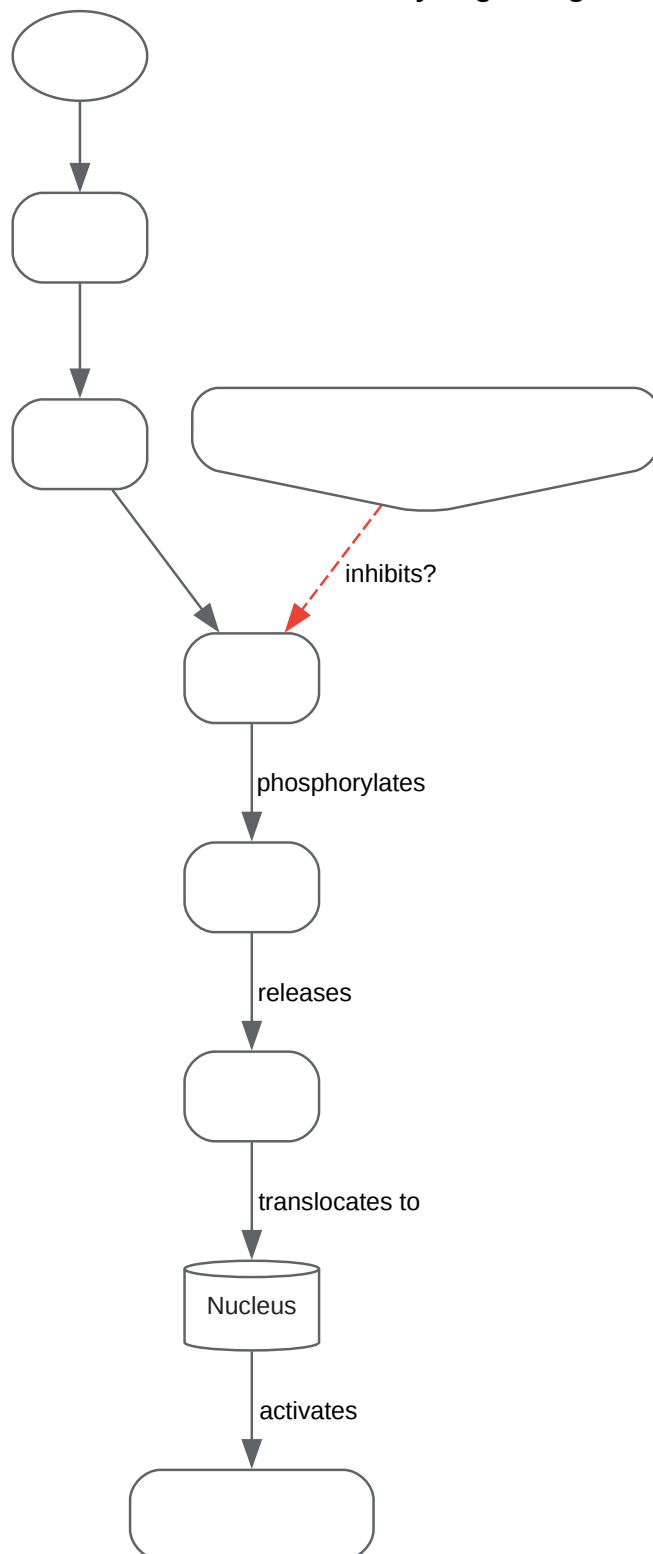 inhibits?
phosphorylates
releases
translocates to
Nucleus
activates